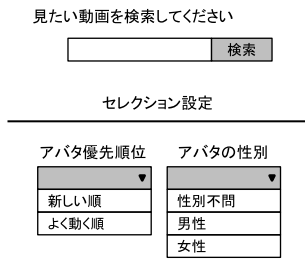 見たい動画を検索してください
検索
セレクション設定
アバタ優先順位
新しい順
よく動く順
アバタの性別
性別不問
男性
女性